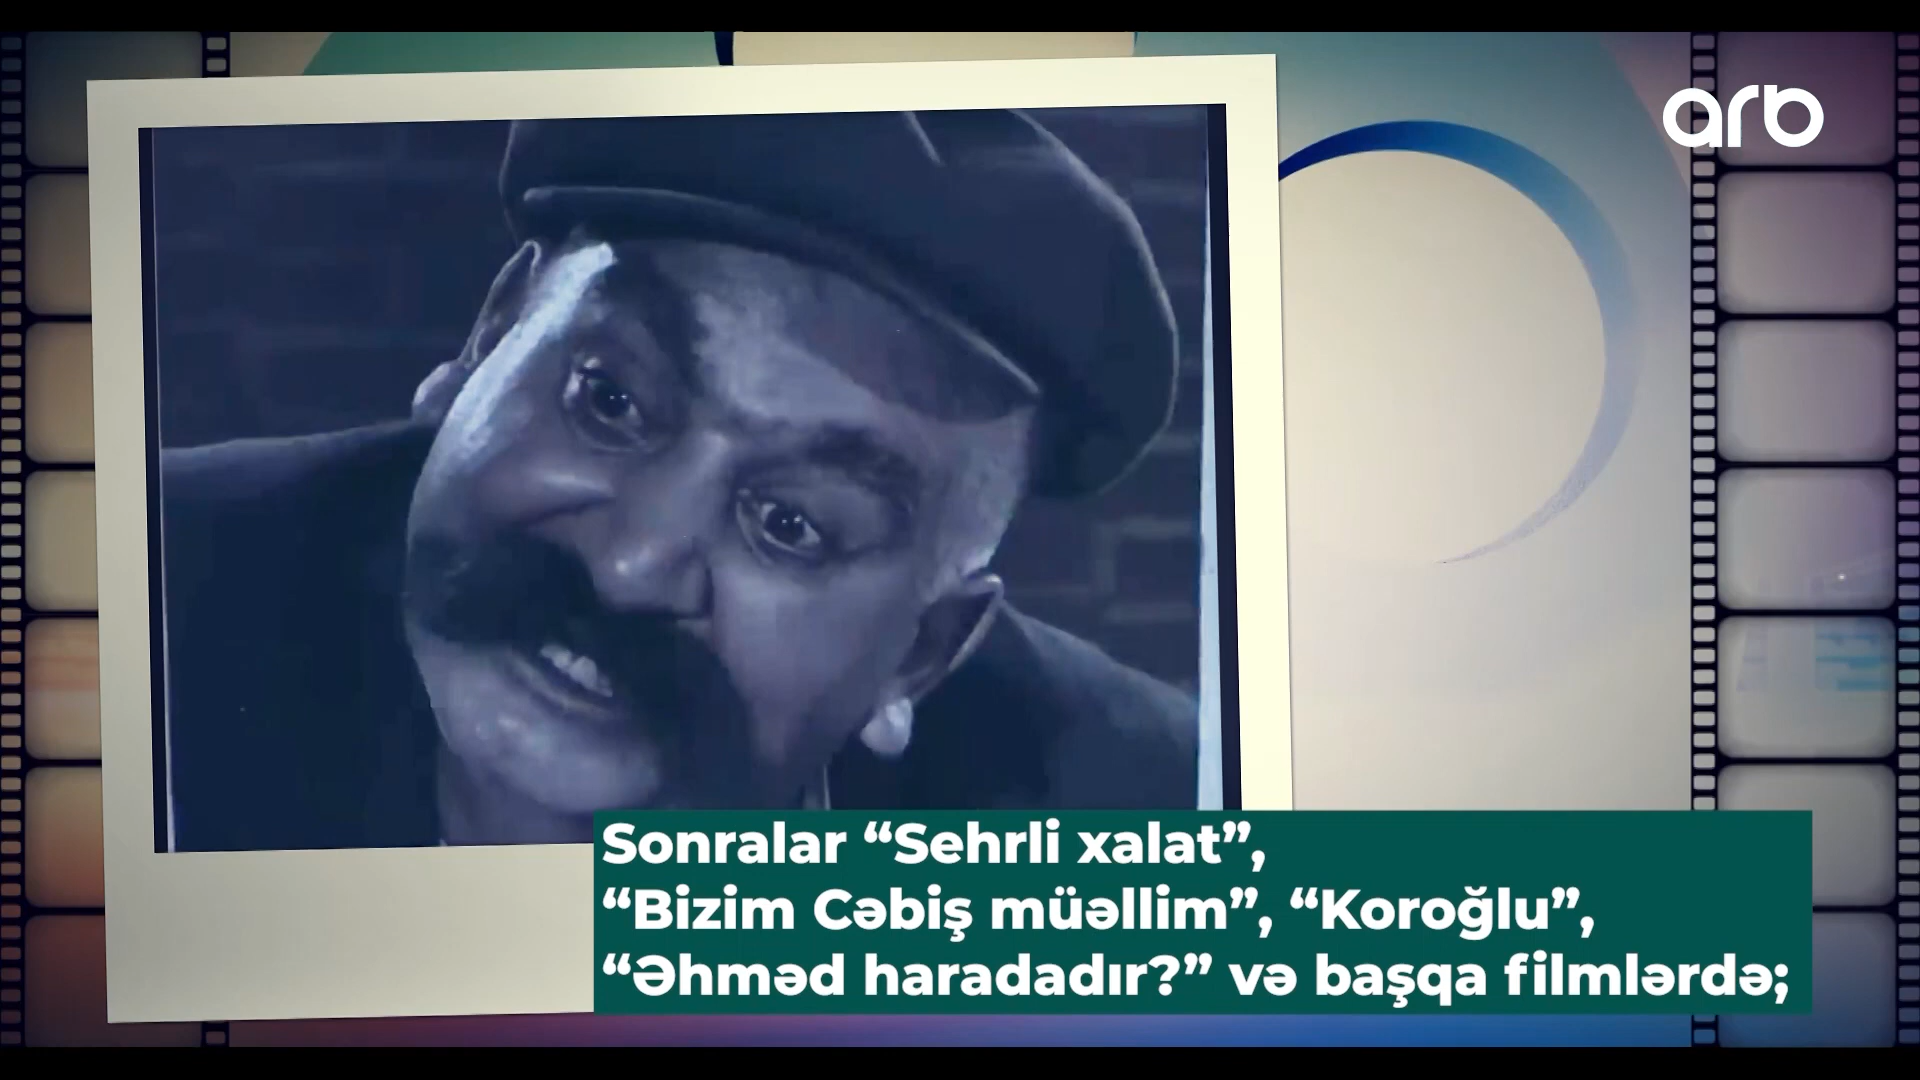 arb
Sonralar “Sehrli xalat”,
“Bizim Cəbiş müəllim”, “Koroğlu”,
“Əhməd haradadır?” və başqa filmlərdə;